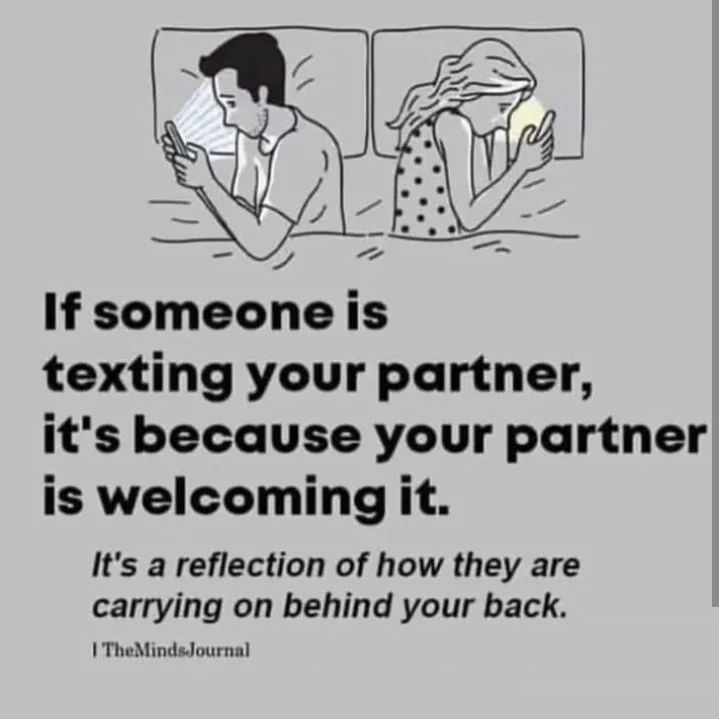 If someone is
texting your partner,
it's because your partner
is welcoming it.
It's a reflection of how they are
carrying on behind your back.
| TheMindsJournal